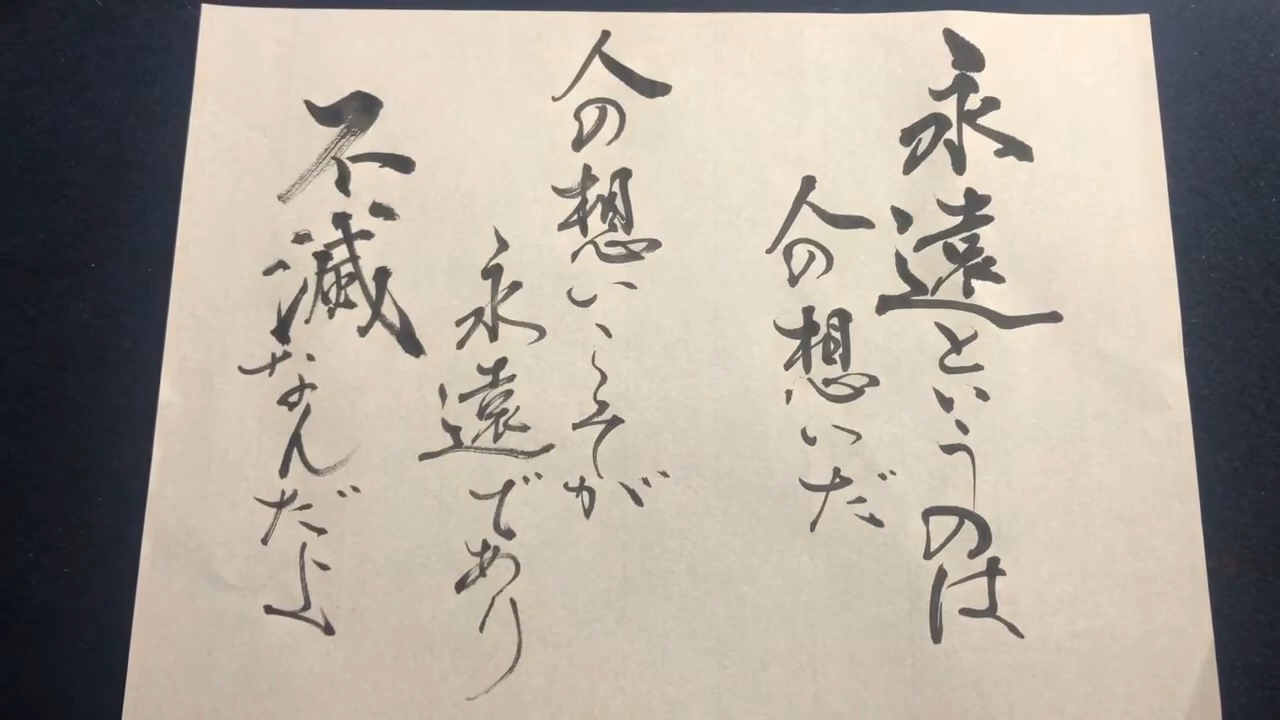 永遠というのは
人の想いだ
人の想いこそが
永遠であり
不滅なんだよ